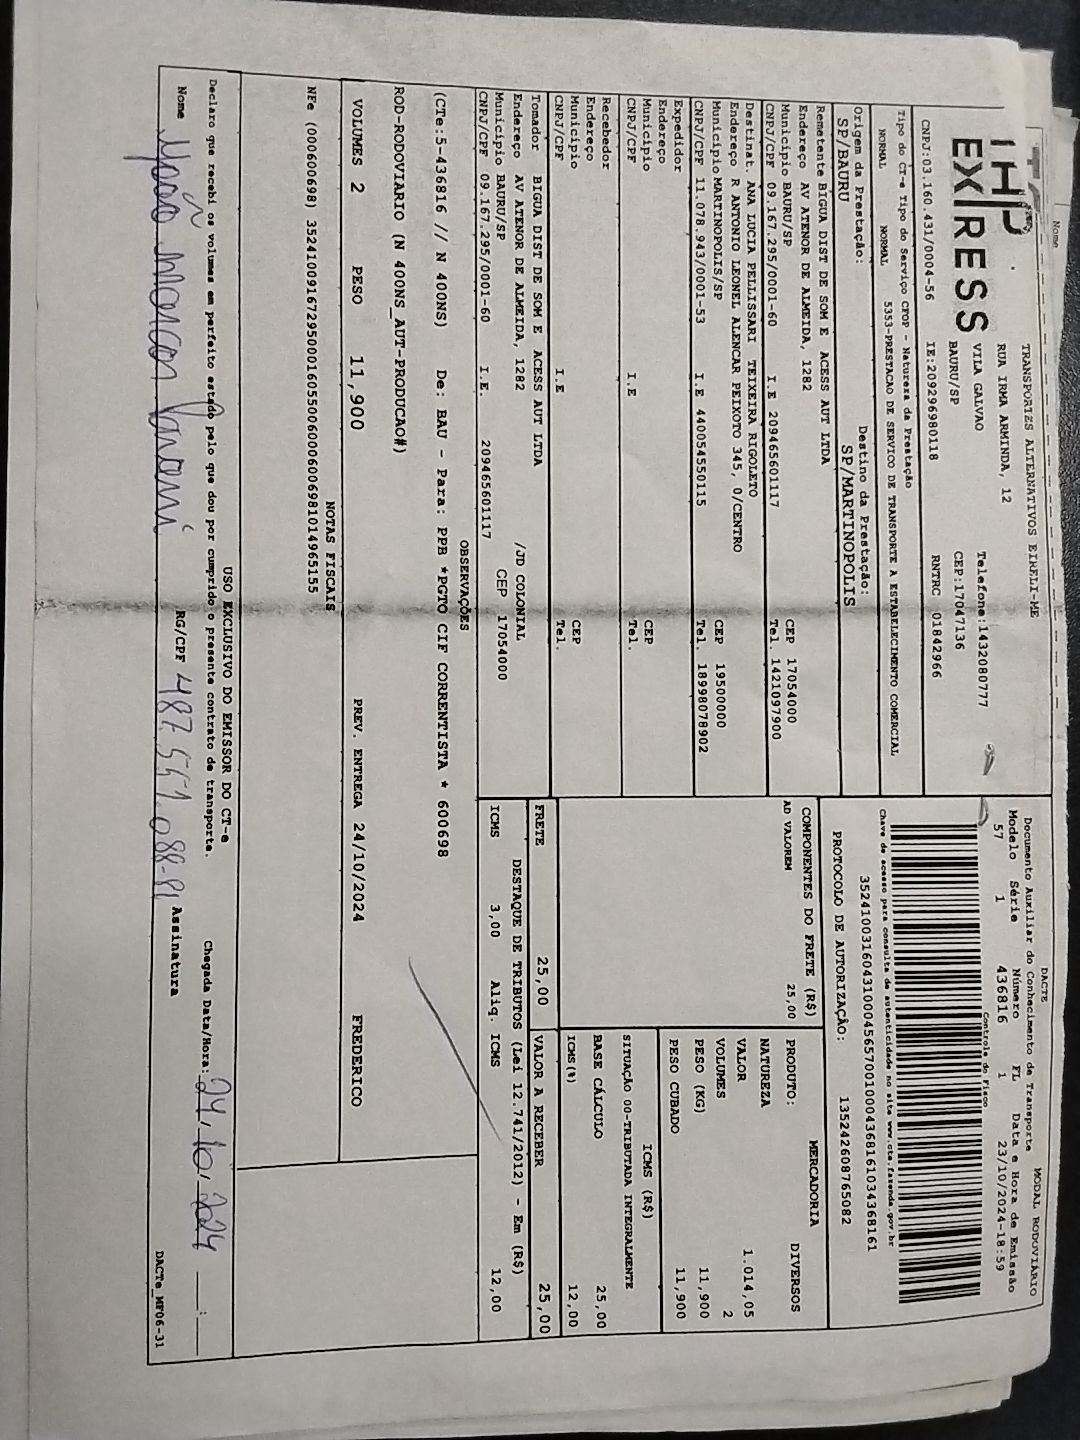 Nome
EXPRESS
TRANSPORTES ALTERNATIVOS EIRELI-ME
RUA IRMA ARMINDA, 12
Telefone:1432080777
VILA GALVAO
CEP:17047136
BAURU/SP
RNTRC 01842966
CNPJ:03.160.431/0004-56 IE:209296980118
Tipo do CT-e Tipo do Serviço CFOP - Natureza da Prestação
NORMAL NORMAL 5353-PRESTACAO DE SERVICO DE TRANSPORTE A ESTABELECIMENTO COMERCIAL
Origem da Prestação: Destino da Prestação:
SP/BAURU SP/MARTINOPOLIS
Remetente BIGUA DIST DE SOM E ACESS AUT LTDA
Endereço AV ATENOR DE ALMEIDA, 1282
Município BAURU/SP CEP 17054000
CNPJ/CPF 09.167.295/0001-60 I.E 209465601117 Tel. 1421097900
Destinat. ANA LUCIA PELLISSARI TEIXEIRA RIGOLETO
Endereço R ANTONIO LEONEL ALENCAR PEIXOTO 345, 0/CENTRO
Município MARTINOPOLIS/SP CEP 19500000
CNPJ/CPF 11.078.943/0001-53 I.E 440054550115 Tel. 18998078902
Expedidor
Endereço
Município CEP
CNPJ/CPF I.E Tel.
Recebedor
Endereço
Município CEP
CNPJ/CPF I.E Tel.
Tomador BIGUA DIST DE SOM E ACESS AUT LTDA
Endereço AV ATENOR DE ALMEIDA, 1282 /JD COLONIAL
Município BAURU/SP CEP 17054000
CNPJ/CPF 09.167.295/0001-60 I.E. 209465601117
DACTE MODAL RODOVIÁRIO
Documento Auxiliar do Conhecimento de Transporte
Modelo Série Número FL Data e Hora de Emissão
57 1 436816 1 23/10/2024-18:59
Controle do Fisco
Chave de acesso para consulta de autenticidade no site www.cte.fazenda.gov.br
35241003160431000456570010004368161034368161
PROTOCOLO DE AUTORIZAÇÃO: 135242608765082
COMPONENTES DO FRETE (R$)
AD VALOREM 25,00
MERCADORIA
PRODUTO: DIVERSOS
NATUREZA
VALOR 1.014,05
VOLUMES 2
PESO (KG) 11,900
PESO CUBADO 11,900
ICMS (R$)
SITUAÇÃO 00-TRIBUTADA INTEGRALMENTE
BASE CÁLCULO 25,00
ICMS(%) 12,00
FRETE 25,00 VALOR A RECEBER 25,00
DESTAQUE DE TRIBUTOS (Lei 12.741/2012) - Em (R$)
ICMS 3,00 Aliq. ICMS 12,00
OBSERVAÇÕES
(CTe:5-436816 // N 400NS) De: BAU - Para: PPB *PGTO CIF CORRENTISTA * 600698
ROD-RODOVIARIO (N 400NS_AUT-PRODUCAO#)
VOLUMES 2 PESO 11,900 PREV. ENTREGA 24/10/2024 FREDERICO
NOTAS FISCAIS
NFe (000600698) 35241009167295000160550060006006981014965155
USO EXCLUSIVO DO EMISSOR DO CT-e
Declaro que recebi os volumes em perfeito estado pelo que dou por cumprido o presente contrato de transporte. Chegada Data/Hora: 24/10/2024 __:__
Nome RG/CPF Assinatura
DACTe_MF06-31